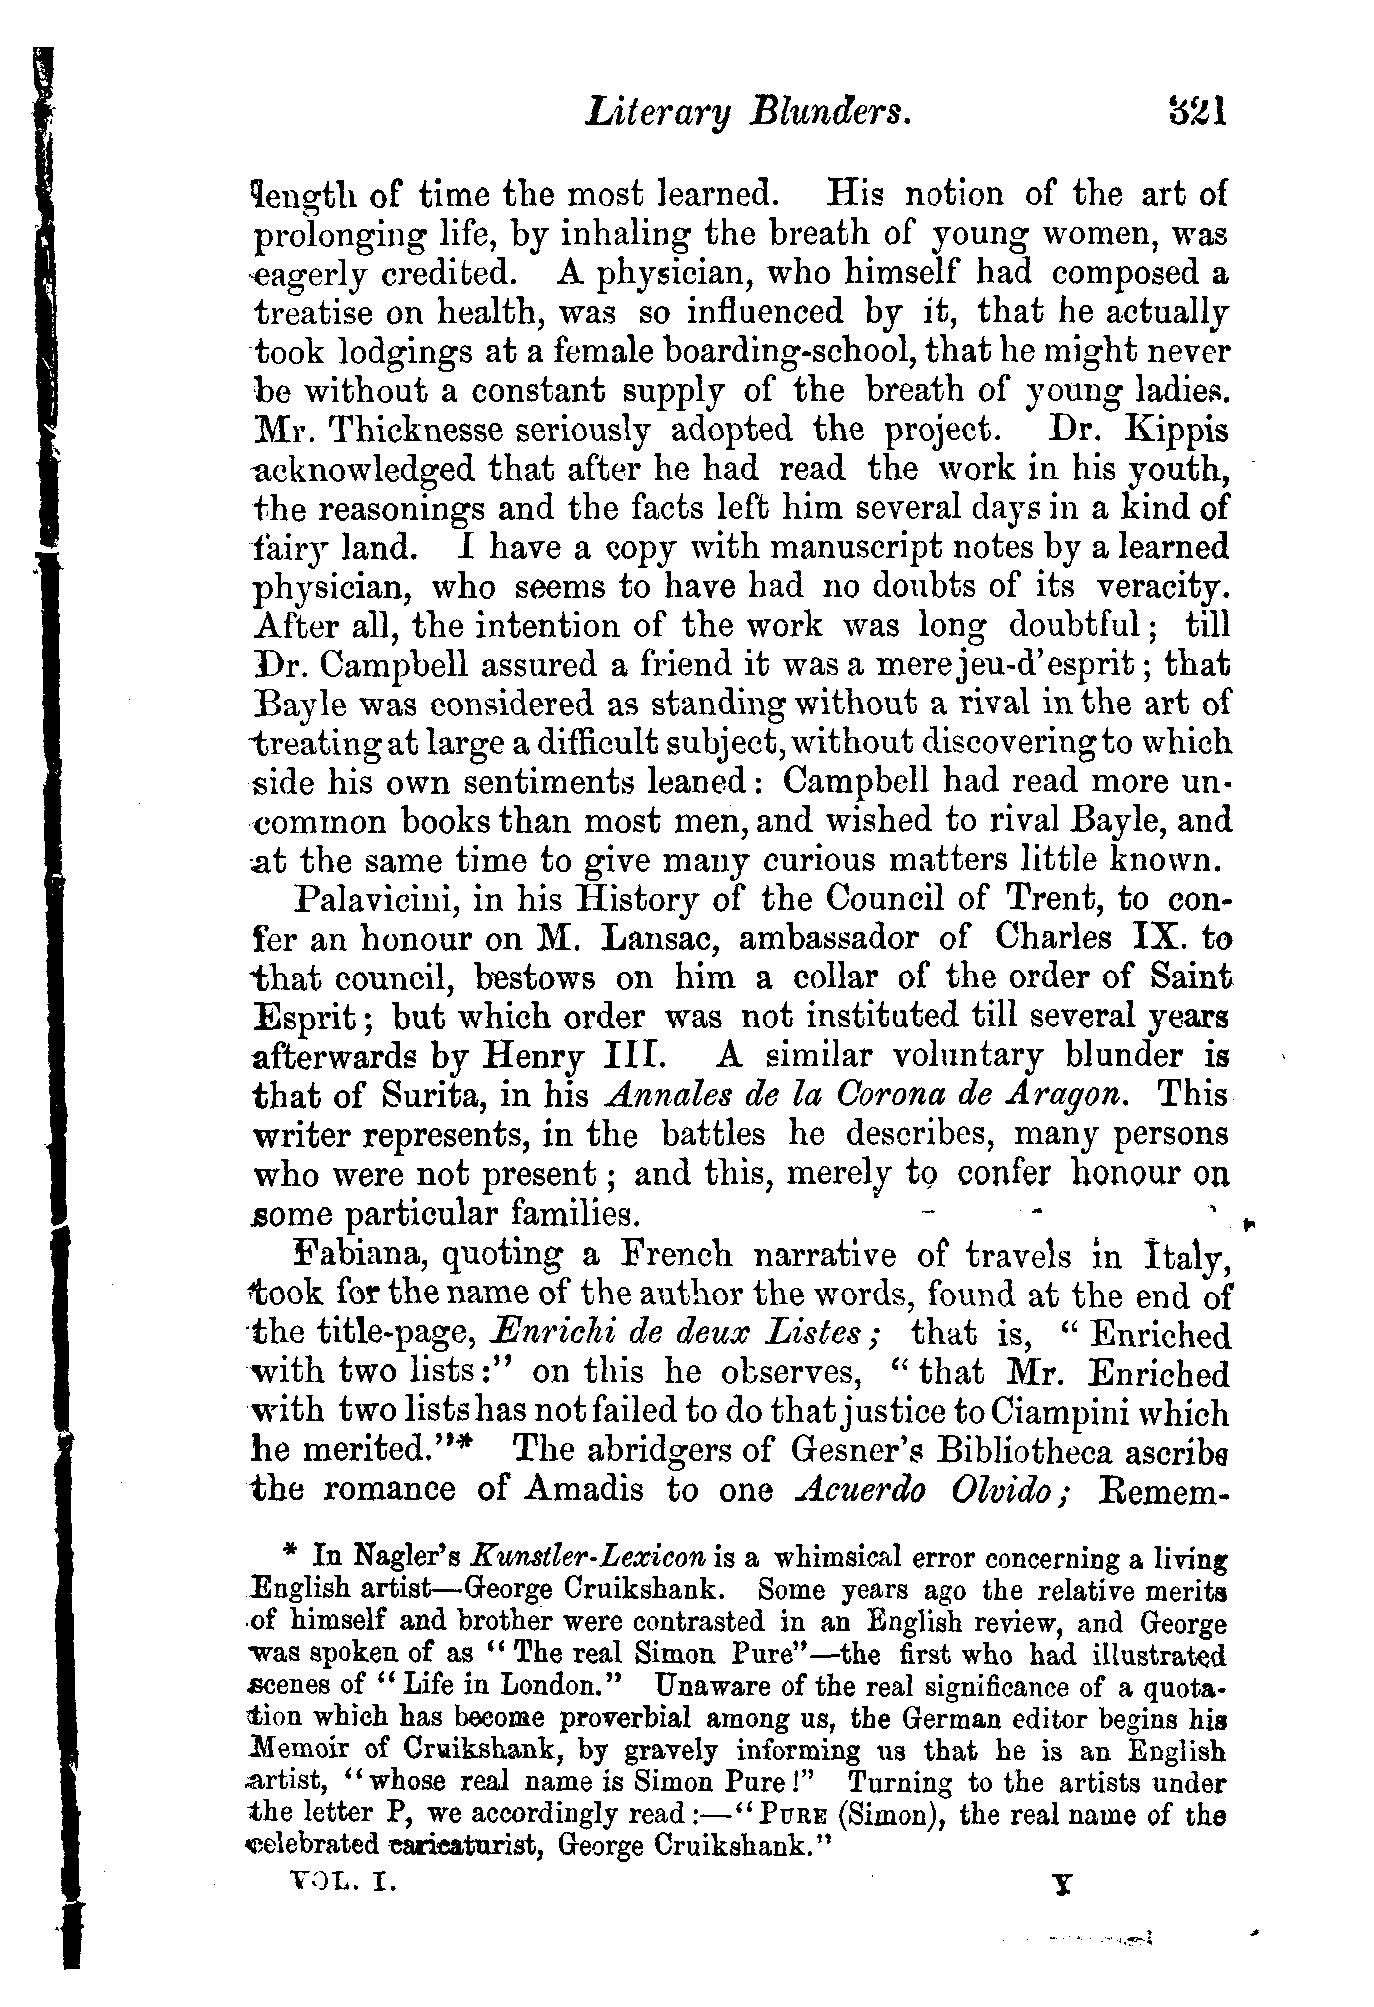 Literary Blunders. 321
length of time the most learned. His notion of the art of
prolonging life, by inhaling the breath of young women, was
eagerly credited. A physician, who himself had composed a
treatise on health, was so influenced by it, that he actually
took lodgings at a female boarding-school, that he might never
be without a constant supply of the breath of young ladies.
Mr. Thicknesse seriously adopted the project. Dr. Kippis
acknowledged that after he had read the work in his youth,
the reasonings and the facts left him several days in a kind of
fairy land. I have a copy with manuscript notes by a learned
physician, who seems to have had no doubts of its veracity.
After all, the intention of the work was long doubtful; till
Dr. Campbell assured a friend it was a mere jeu-d'esprit; that
Bayle was considered as standing without a rival in the art of
treating at large a difficult subject, without discovering to which
side his own sentiments leaned: Campbell had read more un-
common books than most men, and wished to rival Bayle, and
at the same time to give many curious matters little known.
Palavicini, in his History of the Council of Trent, to con-
fer an honour on M. Lansac, ambassador of Charles IX. to
that council, bestows on him a collar of the order of Saint
Esprit; but which order was not instituted till several years
afterwards by Henry III. A similar voluntary blunder is
that of Surita, in his Annales de la Corona de Aragon. This
writer represents, in the battles he describes, many persons
who were not present; and this, merely to confer honour on
some particular families.
Fabiana, quoting a French narrative of travels in Italy,
took for the name of the author the words, found at the end of
the title-page, Enrichi de deux Listes; that is, "Enriched
with two lists:" on this he observes, "that Mr. Enriched
with two lists has not failed to do that justice to Ciampini which
he merited."* The abridgers of Gesner's Bibliotheca ascribe
the romance of Amadis to one Acuerdo Olvido; Remem-
* In Nagler's Kunstler-Lexicon is a whimsical error concerning a living
English artist—George Cruikshank. Some years ago the relative merits
of himself and brother were contrasted in an English review, and George
was spoken of as "The real Simon Pure"—the first who had illustrated
scenes of "Life in London." Unaware of the real significance of a quota-
tion which has become proverbial among us, the German editor begins his
Memoir of Cruikshank, by gravely informing us that he is an English
artist, "whose real name is Simon Pure!" Turning to the artists under
the letter P, we accordingly read:—"PURE (Simon), the real name of the
celebrated caricaturist, George Cruikshank."
VOL. I. Y